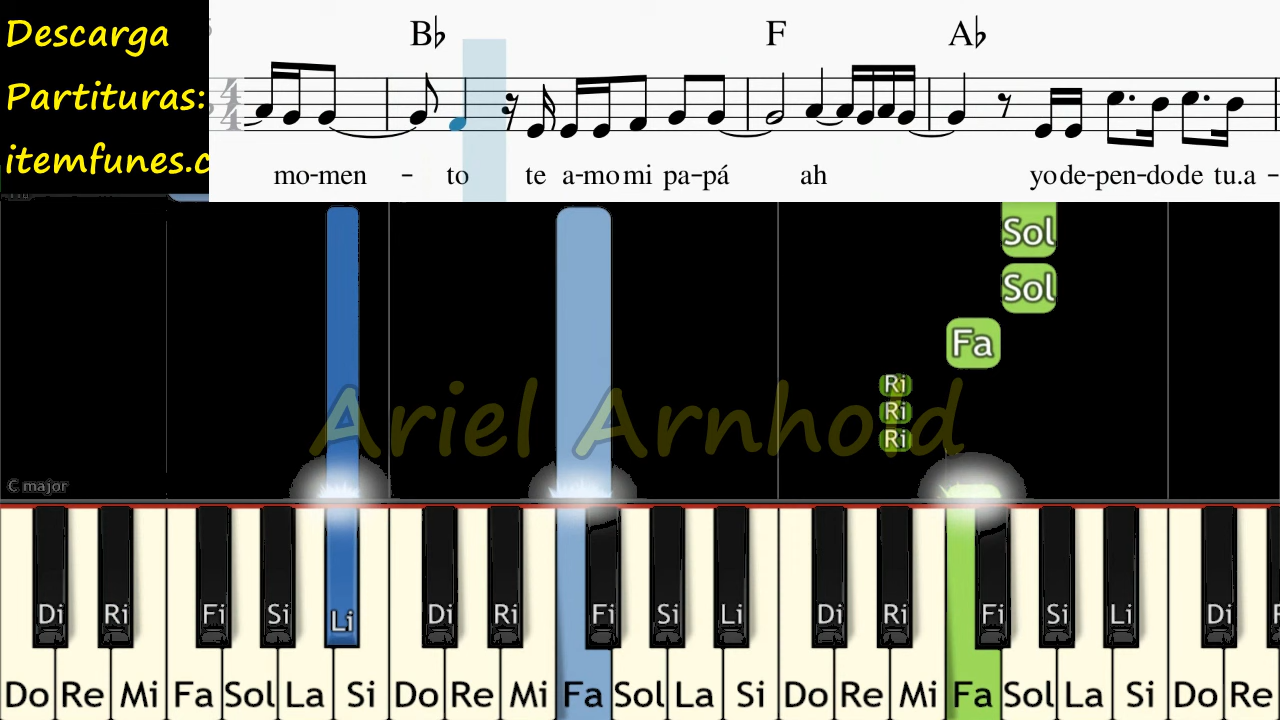 Descarga
Partituras:
itemfunes.c
B♭ F A♭
4
4
mo-men - to te a-mo mi pa-pá ah yo de-pen-do de tu.a -
Sol
Sol
Fa
Ri
Ri
Ri
Ariel Arnhold
C major
Di Ri Fi Si Li Di Ri Fi Si Li Di Ri Fi Si Li Di
Do Re Mi Fa Sol La Si Do Re Mi Fa Sol La Si Do Re Mi Fa Sol La Si Do Re